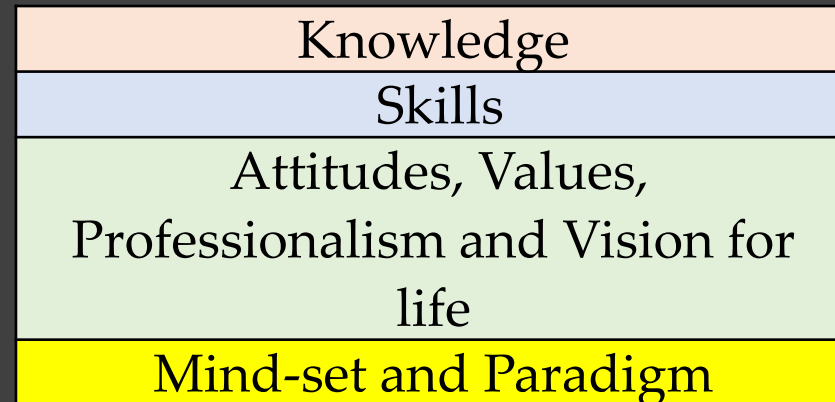 Knowledge
Skills
Attitudes, Values,
Professionalism and Vision for
life
Mind-set and Paradigm